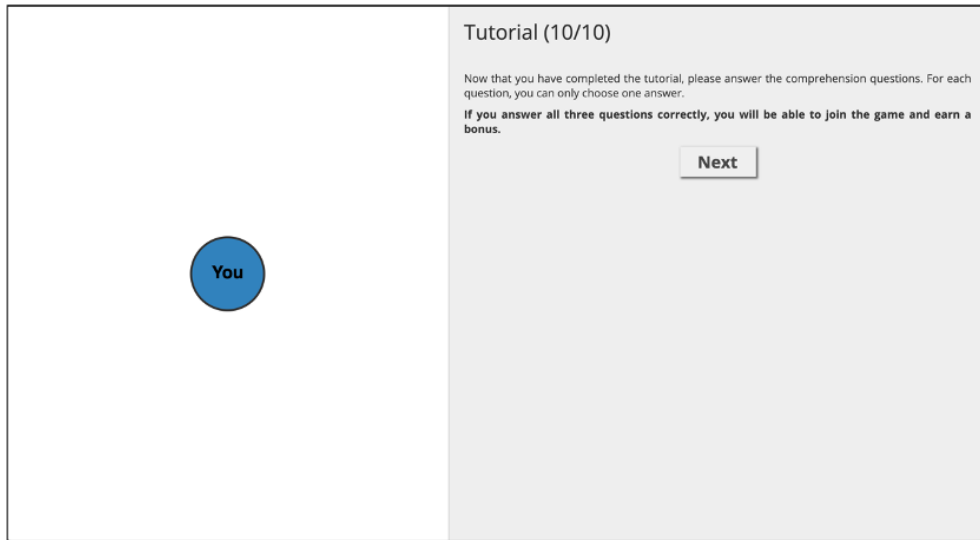 Tutorial (10/10)
Now that you have completed the tutorial, please answer the comprehension questions. For each
question, you can only choose one answer.
If you answer all three questions correctly, you will be able to join the game and earn a
bonus.
Next
You